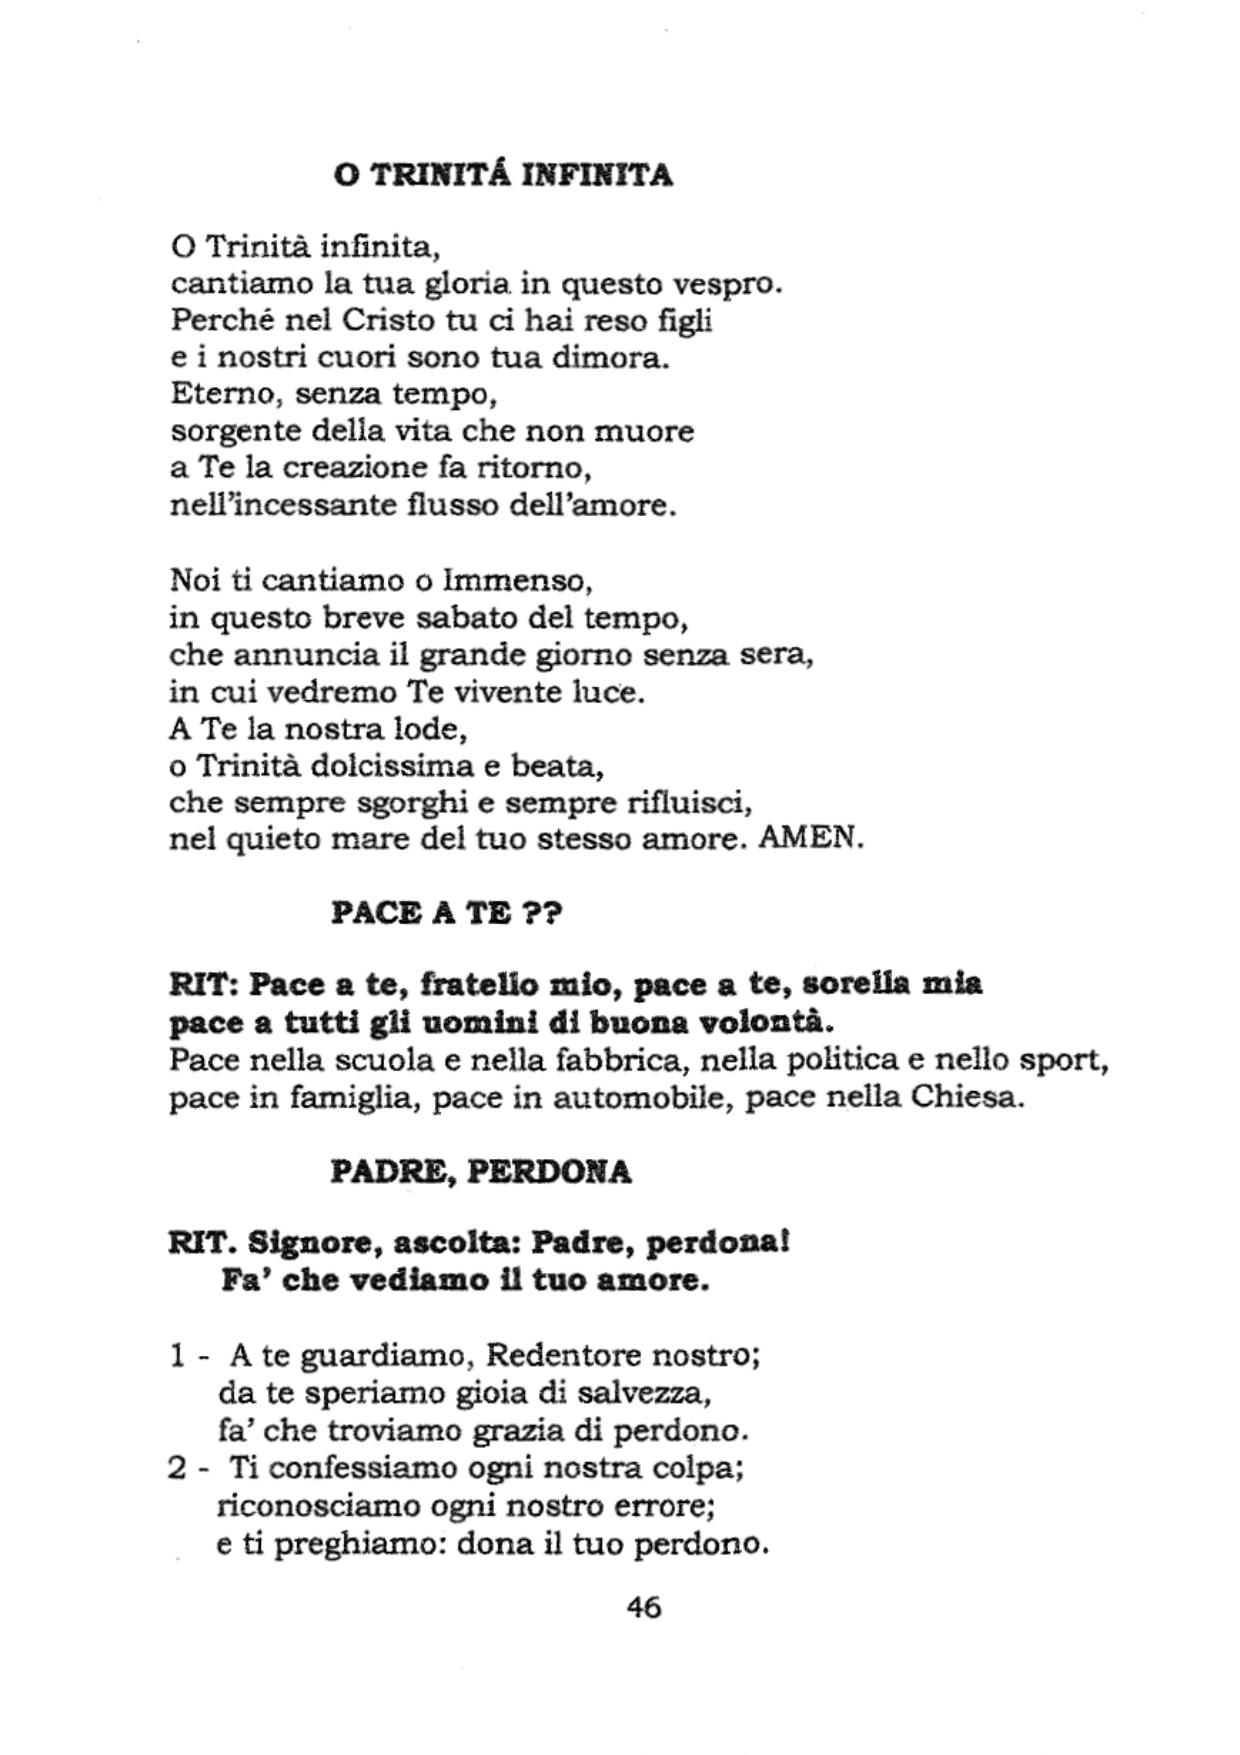 O TRINITÁ INFINITA
O Trinità infinita,
cantiamo la tua gloria in questo vespro.
Perché nel Cristo tu ci hai reso figli
e i nostri cuori sono tua dimora.
Eterno, senza tempo,
sorgente della vita che non muore
a Te la creazione fa ritorno,
nell'incessante flusso dell'amore.
Noi ti cantiamo o Immenso,
in questo breve sabato del tempo,
che annuncia il grande giorno senza sera,
in cui vedremo Te vivente luce.
A Te la nostra lode,
o Trinità dolcissima e beata,
che sempre sgorghi e sempre rifluisci,
nel quieto mare del tuo stesso amore. AMEN.
PACE A TE ??
RIT: Pace a te, fratello mio, pace a te, sorella mia
pace a tutti gli uomini di buona volontà.
Pace nella scuola e nella fabbrica, nella politica e nello sport,
pace in famiglia, pace in automobile, pace nella Chiesa.
PADRE, PERDONA
RIT. Signore, ascolta: Padre, perdona!
Fa' che vediamo il tuo amore.
1 - A te guardiamo, Redentore nostro;
da te speriamo gioia di salvezza,
fa' che troviamo grazia di perdono.
2 - Ti confessiamo ogni nostra colpa;
riconosciamo ogni nostro errore;
e ti preghiamo: dona il tuo perdono.
46